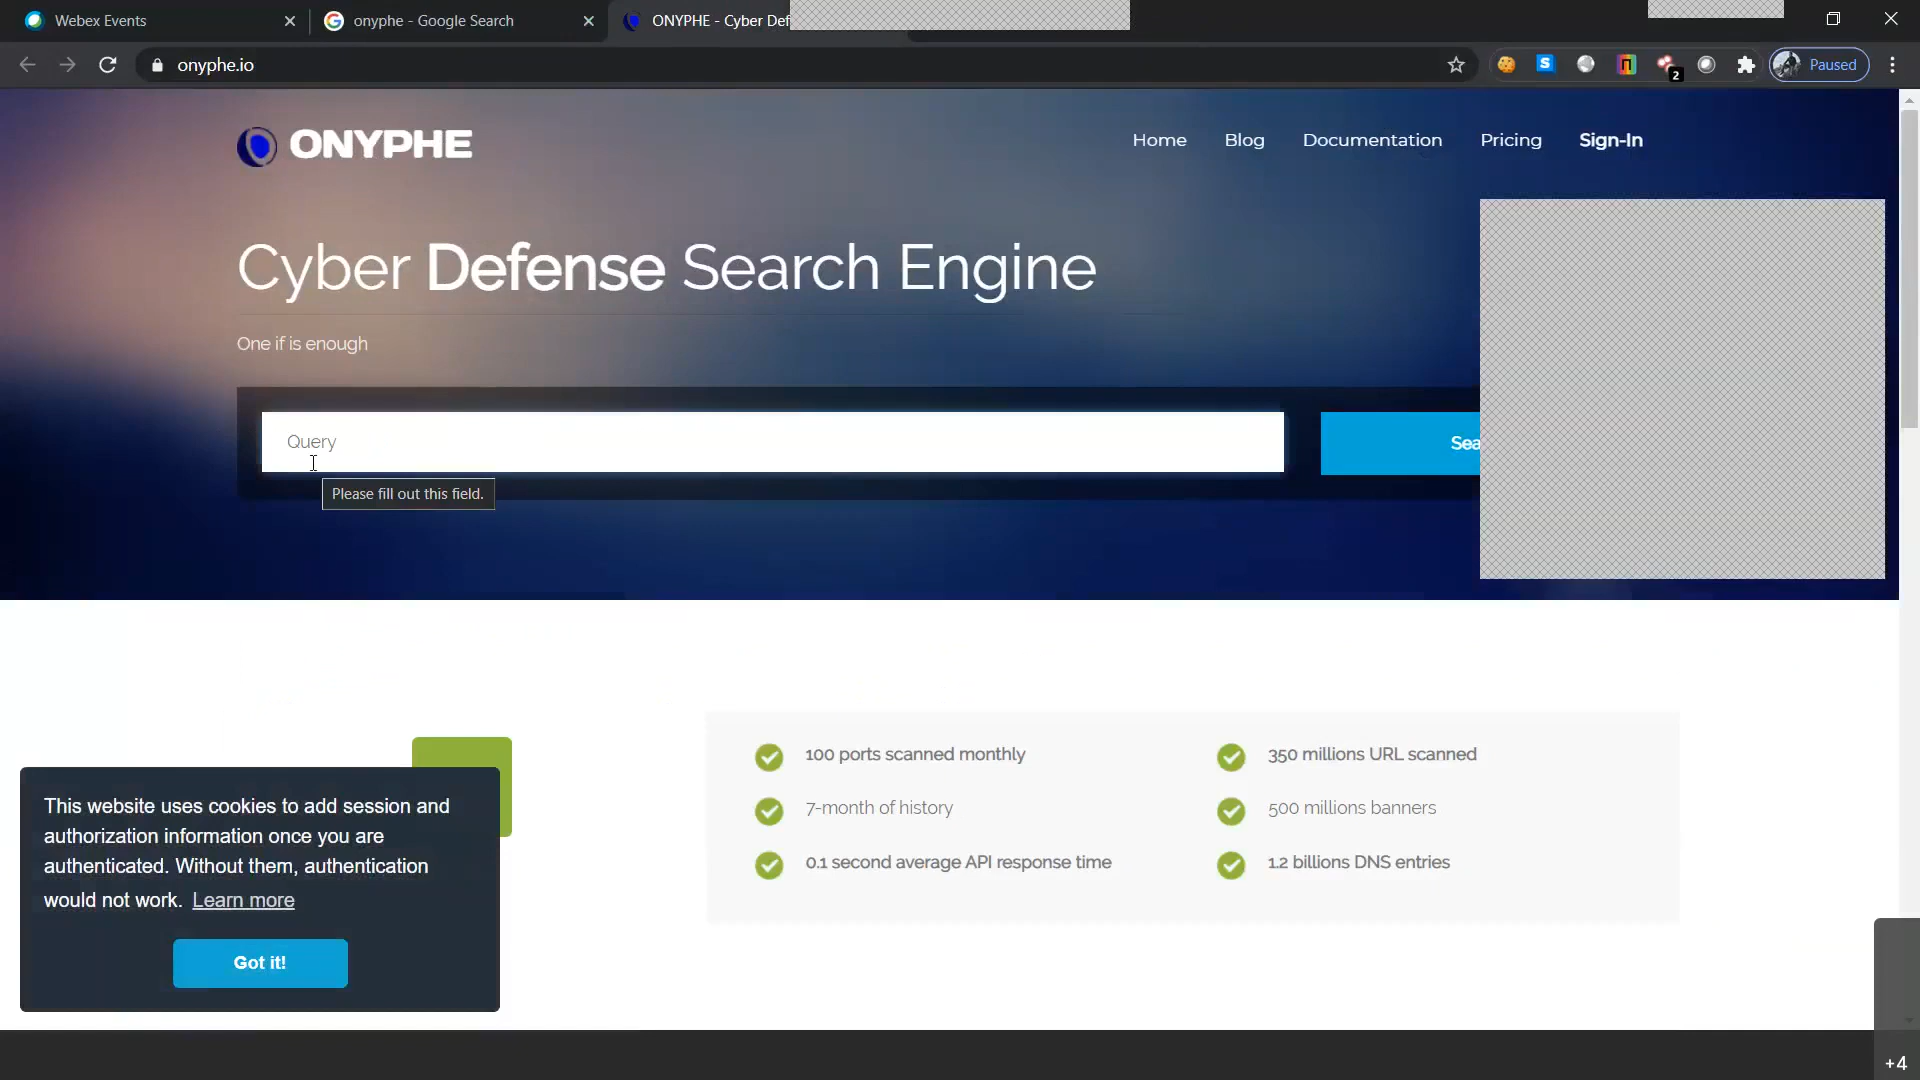 Webex Events
onyphe - Google Search
ONYPHE - Cyber Def
onyphe.io
S
2
Paused
ONYPHE
Home
Blog
Documentation
Pricing
Sign-In
Cyber Defense Search Engine
One if is enough
Query
Sea
Please fill out this field.
100 ports scanned monthly
350 millions URL scanned
7-month of history
500 millions banners
0.1 second average API response time
1.2 billions DNS entries
This website uses cookies to add session and
authorization information once you are
authenticated. Without them, authentication
would not work. Learn more
Got it!
+4